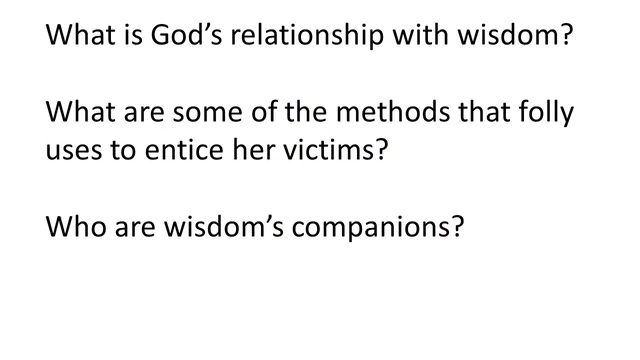 What is God’s relationship with wisdom?
What are some of the methods that folly
uses to entice her victims?
Who are wisdom’s companions?